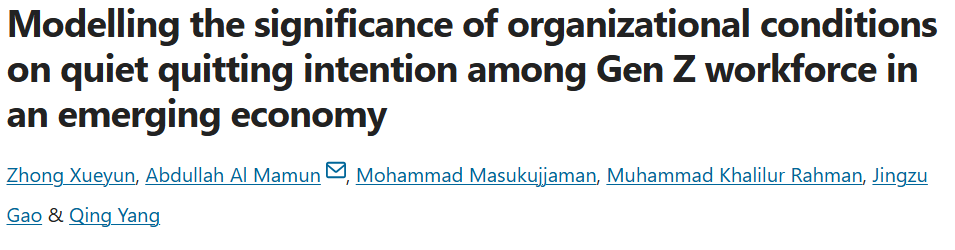 Modelling the significance of organizational conditions
on quiet quitting intention among Gen Z workforce in
an emerging economy
Zhong Xueyun, Abdullah Al Mamun, Mohammad Masukujjaman, Muhammad Khalilur Rahman, Jingzu
Gao & Qing Yang